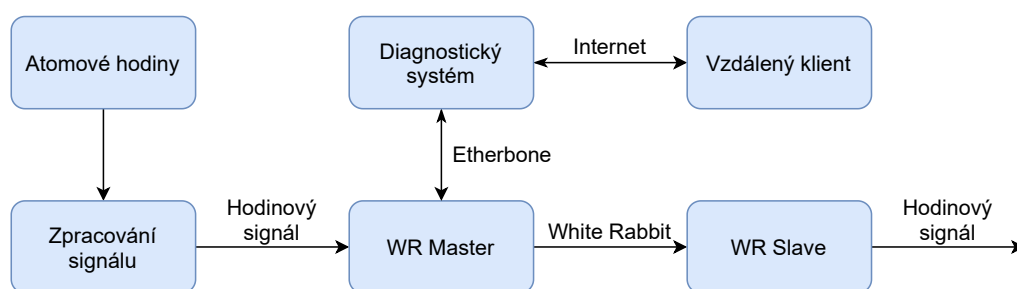 Atomové hodiny
Diagnostický
systém
Internet
Vzdálený klient
Etherbone
Zpracování
signálu
Hodinový
signál
WR Master
White Rabbit
WR Slave
Hodinový
signál